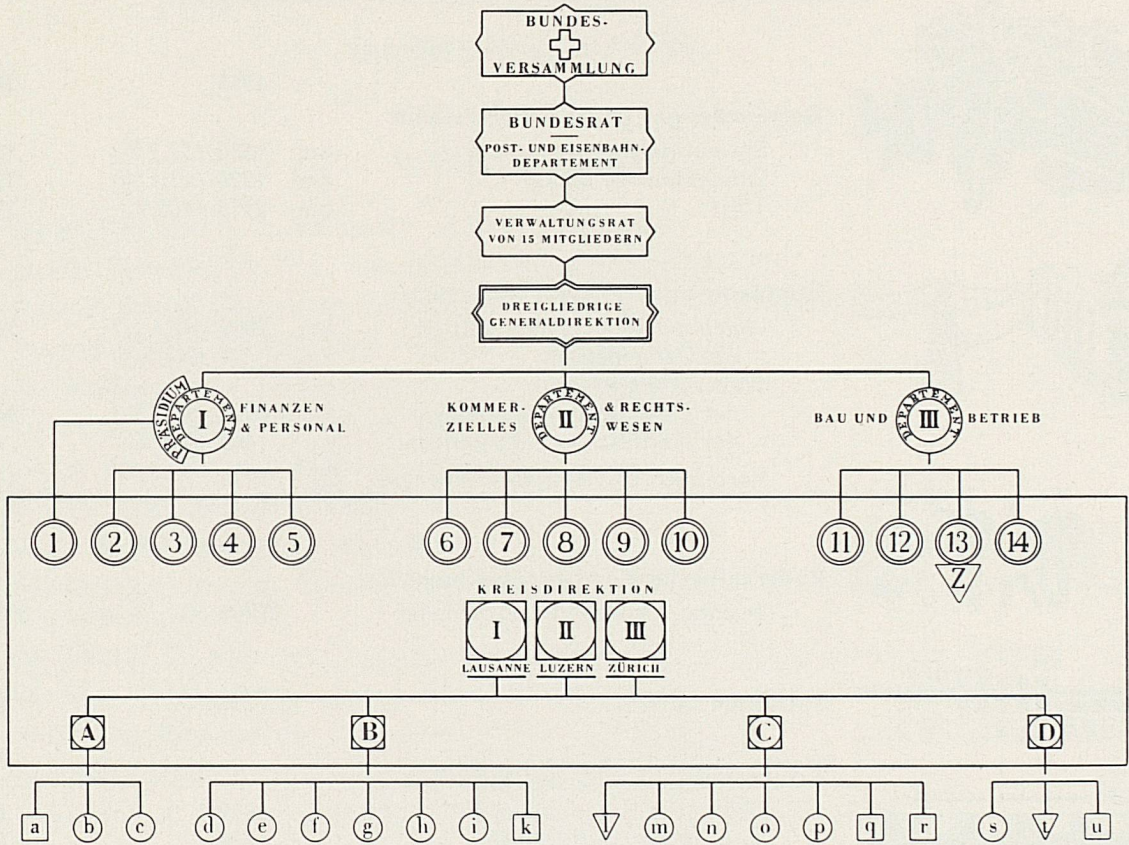 BUNDES-
VERSAMMLUNG
BUNDESRAT
POST- UND EISENBAHN-
DEPARTEMENT
VERWALTUNGSRAT
VON 15 MITGLIEDERN
DREIGLIEDRIGE
GENERALDIREKTION
PRÄSIDIUM
DEPARTEMENT
I
FINANZEN
& PERSONAL
KOMMER-
ZIELLES
DEPARTEMENT
II
& RECHTS-
WESEN
BAU UND
DEPARTEMENT
III
BETRIEB
1 2 3 4 5 6 7 8 9 10 11 12 13 14
Z
KREISDIREKTION
I II III
LAUSANNE LUZERN ZÜRICH
A B C D
a b c d e f g h i k l m n o p q r s t u